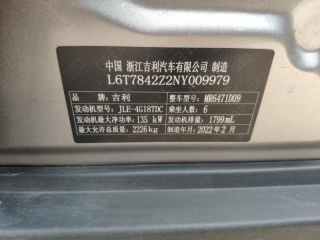 中国 浙江吉利汽车有限公司 制造
L6T7842Z2NY009979
品牌：吉利 整车型号：MR6471D09
发动机型号：JLE-4G18TDC 乘坐人数：6
发动机最大净功率：135 kW 发动机排量：1799mL
最大允许总质量：2226kg 制造年月：2022年2月